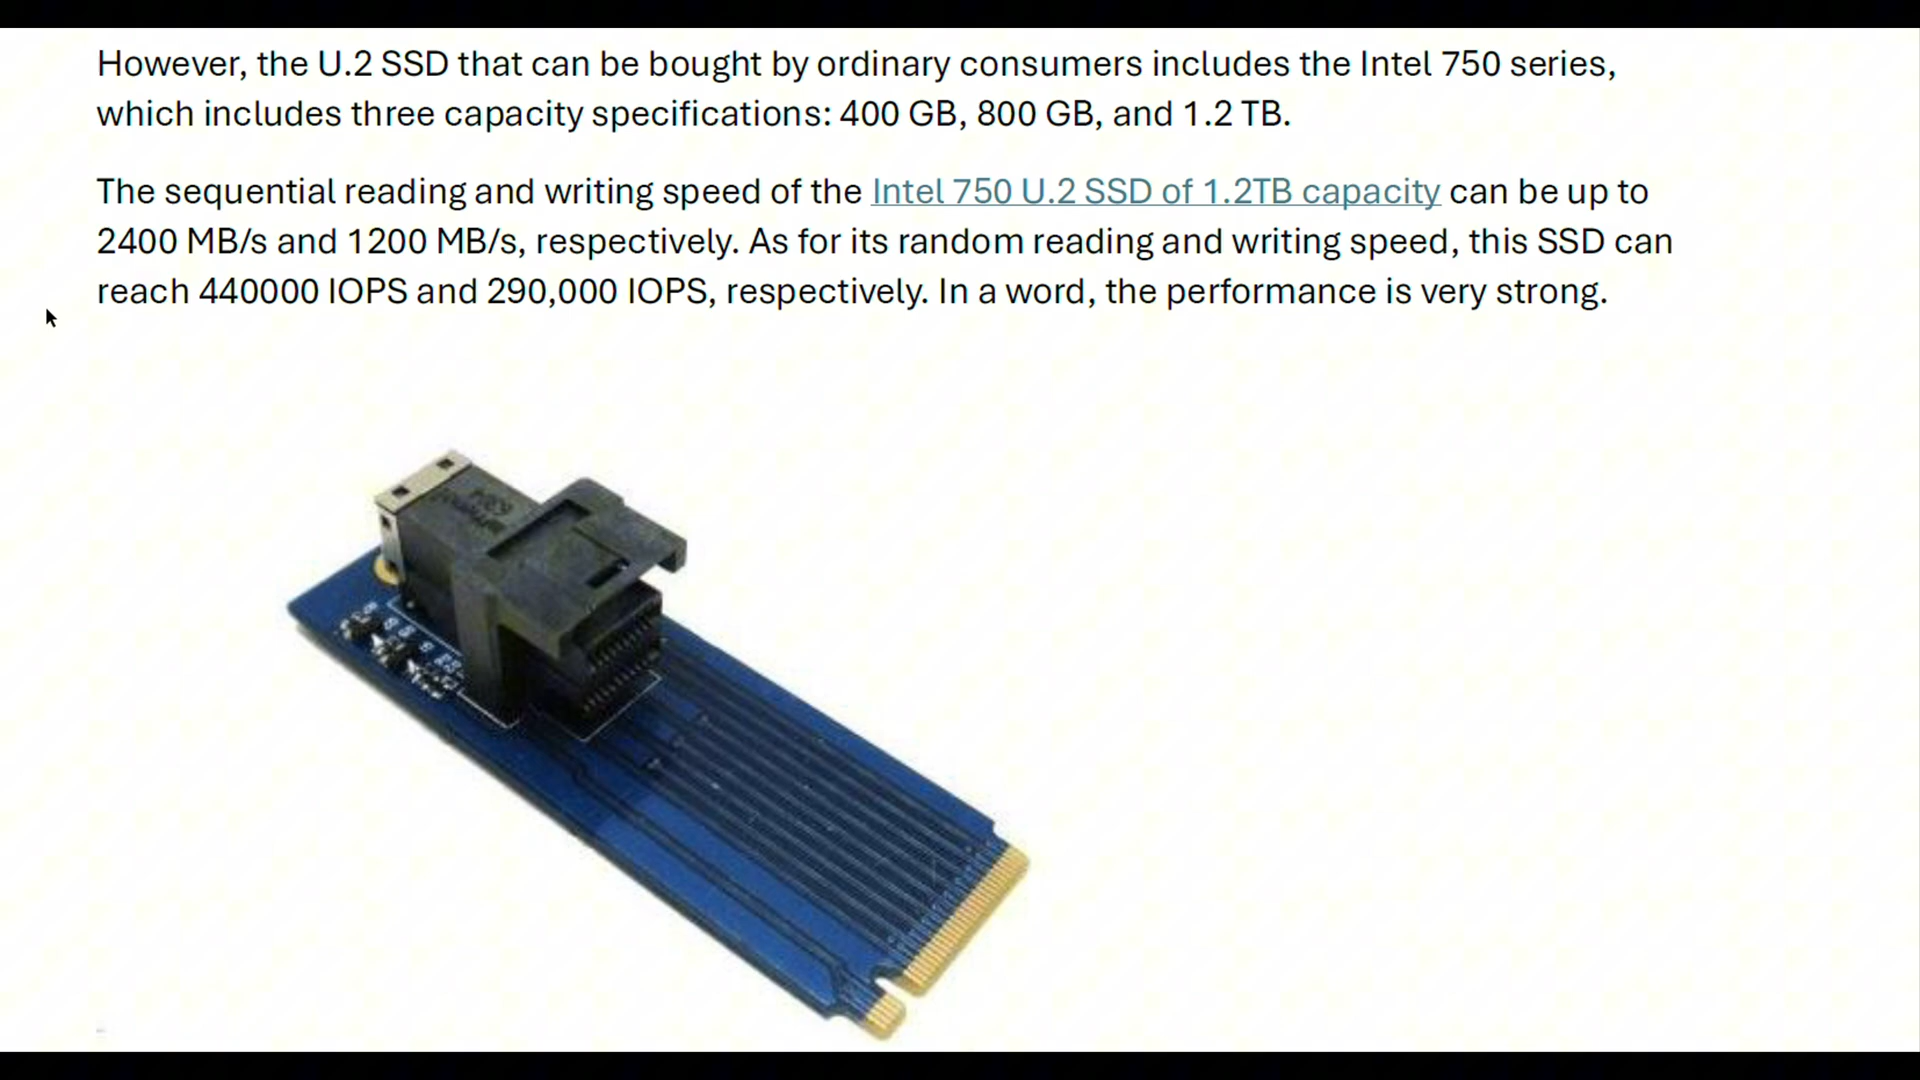 However, the U.2 SSD that can be bought by ordinary consumers includes the Intel 750 series,
which includes three capacity specifications: 400 GB, 800 GB, and 1.2 TB.
The sequential reading and writing speed of the Intel 750 U.2 SSD of 1.2TB capacity can be up to
2400 MB/s and 1200 MB/s, respectively. As for its random reading and writing speed, this SSD can
reach 440000 IOPS and 290,000 IOPS, respectively. In a word, the performance is very strong.